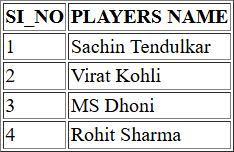 SI_NO PLAYERS NAME
1 Sachin Tendulkar
2 Virat Kohli
3 MS Dhoni
4 Rohit Sharma